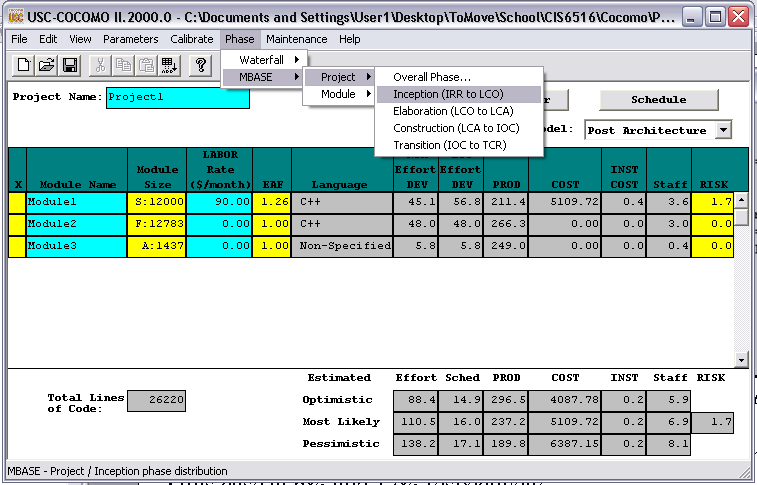 USC-COCOMO II.2000.0 - C:\Documents and Settings\User1\Desktop\ToMove\School\CIS6516\Cocomo\P...
File Edit View Parameters Calibrate Phase Maintenance Help
Waterfall
MBASE
Project
Module
Overall Phase...
Inception (IRR to LCO)
Elaboration (LCO to LCA)
Construction (LCA to IOC)
Transition (IOC to TCR)
Project Name: Project1
Schedule
Post Architecture
X Module Name Module Size LABOR Rate ($/month) EAF Language Effort DEV Effort DEV PROD COST INST COST Staff RISK
Module1 S:12000 90.00 1.26 C++ 45.1 56.8 211.4 5109.72 0.4 3.6 1.7
Module2 F:12783 0.00 1.00 C++ 48.0 48.0 266.3 0.00 0.0 3.0 0.0
Module3 A:1437 0.00 1.00 Non-Specified 5.8 5.8 249.0 0.00 0.0 0.4 0.0
Estimated Effort Sched PROD COST INST Staff RISK
Total Lines of Code: 26220
Optimistic 88.4 14.9 296.5 4087.78 0.2 5.9
Most Likely 110.5 16.0 237.2 5109.72 0.2 6.9 1.7
Pessimistic 138.2 17.1 189.8 6387.15 0.2 8.1
MBASE - Project / Inception phase distribution